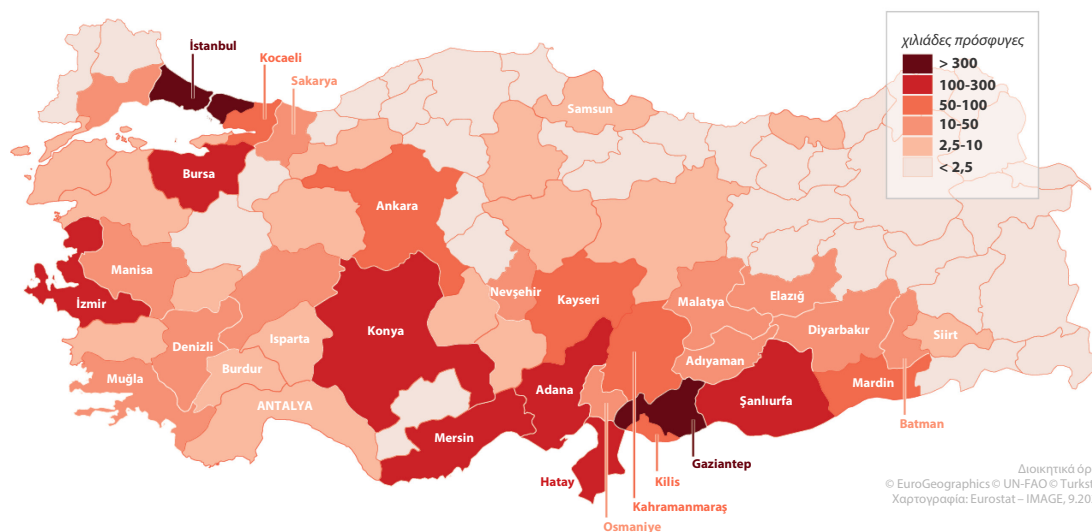 İstanbul
Kocaeli
Sakarya
Samsun
Bursa
Ankara
Manisa
İzmir
Nevşehir
Kayseri
Malatya
Elazığ
Konya
Isparta
Denizli
Burdur
Muğla
ANTALYA
Adıyaman
Diyarbakır
Siirt
Mardin
Adana
Şanlıurfa
Batman
Mersin
Gaziantep
Hatay
Kilis
Kahramanmaraş
Osmaniye
χιλιάδες πρόσφυγες
> 300
100-300
50-100
10-50
2,5-10
< 2,5
Διοικητικά όρ
© EuroGeographics © UN-FAO © Turkst
Χαρτογραφία: Eurostat – IMAGE, 9.20